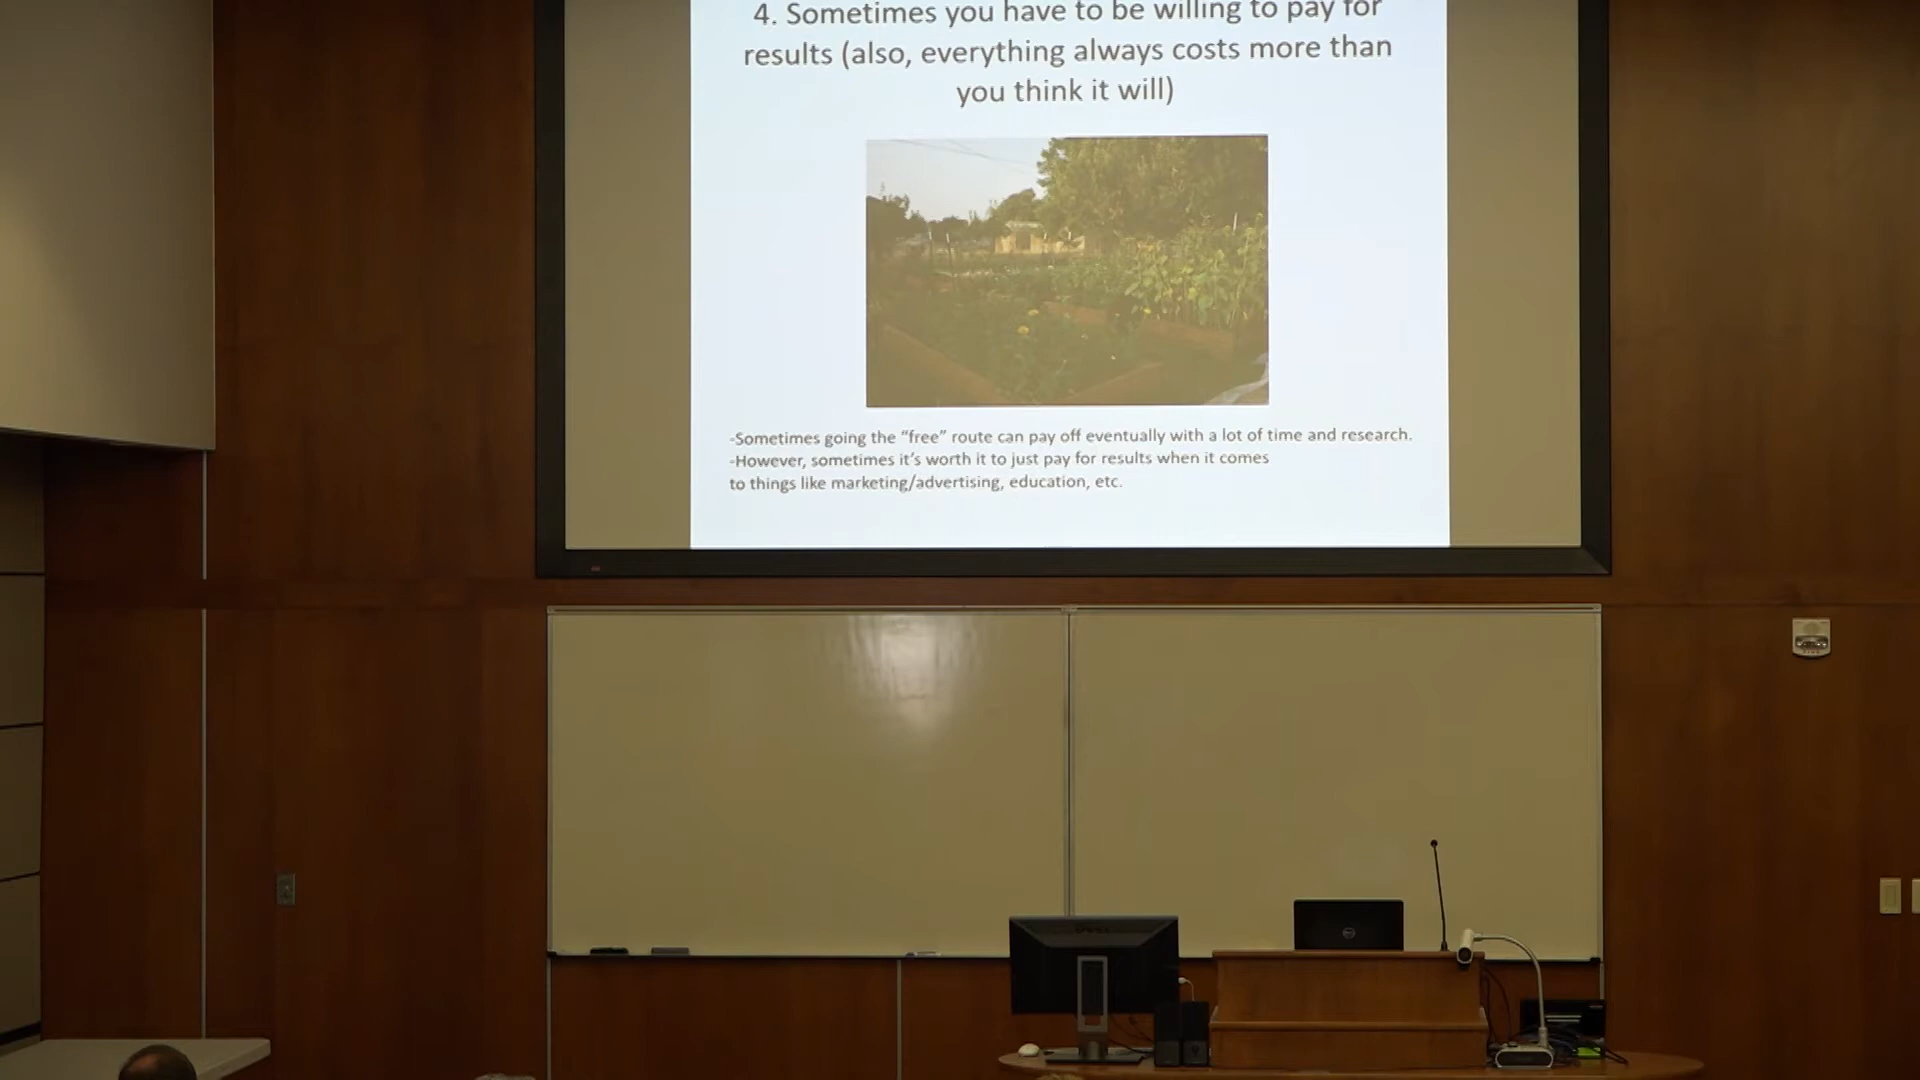 4. Sometimes you have to be willing to pay for
results (also, everything always costs more than
you think it will)
-Sometimes going the “free” route can pay off eventually with a lot of time and research.
-However, sometimes it’s worth it to just pay for results when it comes
to things like marketing/advertising, education, etc.
DELL